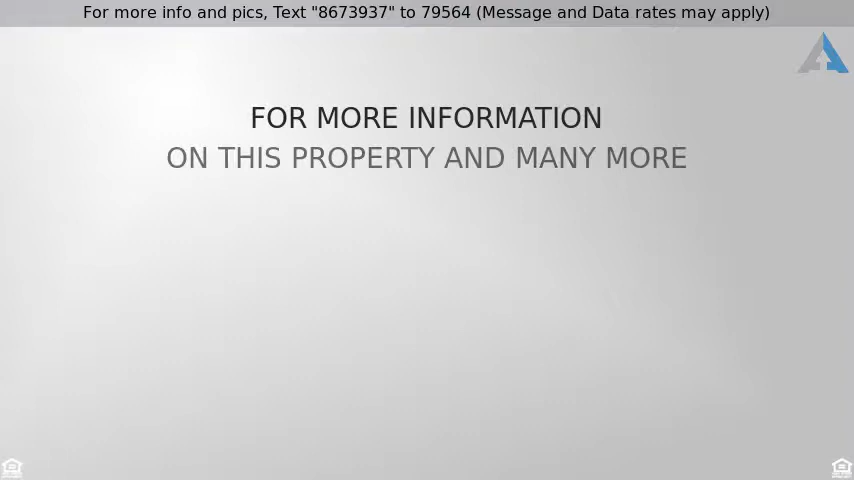 For more info and pics, Text "8673937" to 79564 (Message and Data rates may apply)
FOR MORE INFORMATION
ON THIS PROPERTY AND MANY MORE